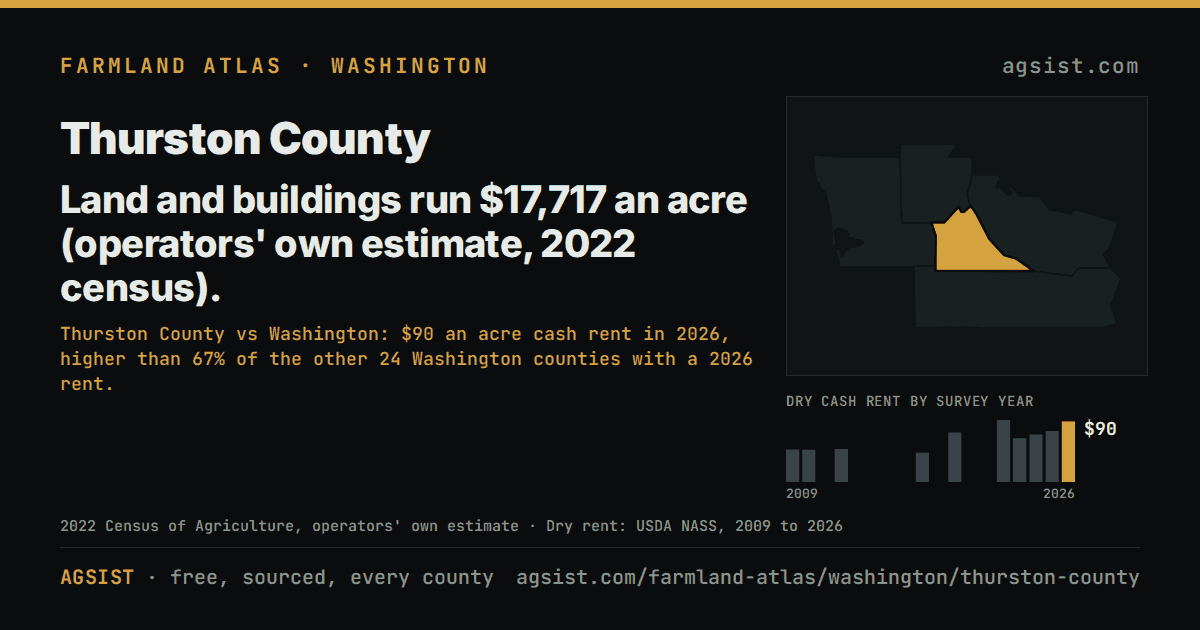 FARMLAND ATLAS · WASHINGTON
agsist.com
Thurston County
Land and buildings run $17,717 an acre
(operators' own estimate, 2022
census).
Thurston County vs Washington: $90 an acre cash rent in 2026,
higher than 67% of the other 24 Washington counties with a 2026
rent.
DRY CASH RENT BY SURVEY YEAR
$90
2009
2026
2022 Census of Agriculture, operators' own estimate · Dry rent: USDA NASS, 2009 to 2026
AGSIST · free, sourced, every county
agsist.com/farmland-atlas/washington/thurston-county